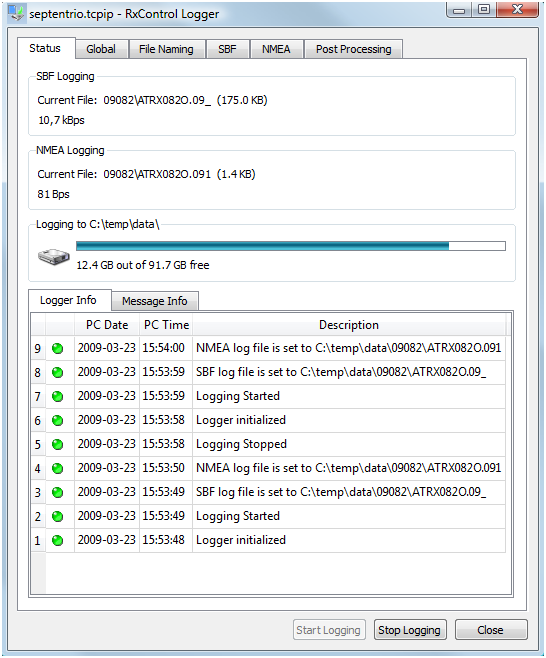 septentrio.tcpip - RxControl Logger
Status Global File Naming SBF NMEA Post Processing
SBF Logging
Current File: 09082\ATRX082O.09_ (175.0 KB)
10,7 kBps
NMEA Logging
Current File: 09082\ATRX082O.091 (1.4 KB)
81 Bps
Logging to C:\temp\data\
12.4 GB out of 91.7 GB free
Logger Info Message Info
PC Date PC Time Description
9 2009-03-23 15:54:00 NMEA log file is set to C:\temp\data\09082\ATRX082O.091
8 2009-03-23 15:53:59 SBF log file is set to C:\temp\data\09082\ATRX082O.09_
7 2009-03-23 15:53:59 Logging Started
6 2009-03-23 15:53:58 Logger initialized
5 2009-03-23 15:53:58 Logging Stopped
4 2009-03-23 15:53:50 NMEA log file is set to C:\temp\data\09082\ATRX082O.091
3 2009-03-23 15:53:49 SBF log file is set to C:\temp\data\09082\ATRX082O.09_
2 2009-03-23 15:53:49 Logging Started
1 2009-03-23 15:53:48 Logger initialized
Start Logging Stop Logging Close